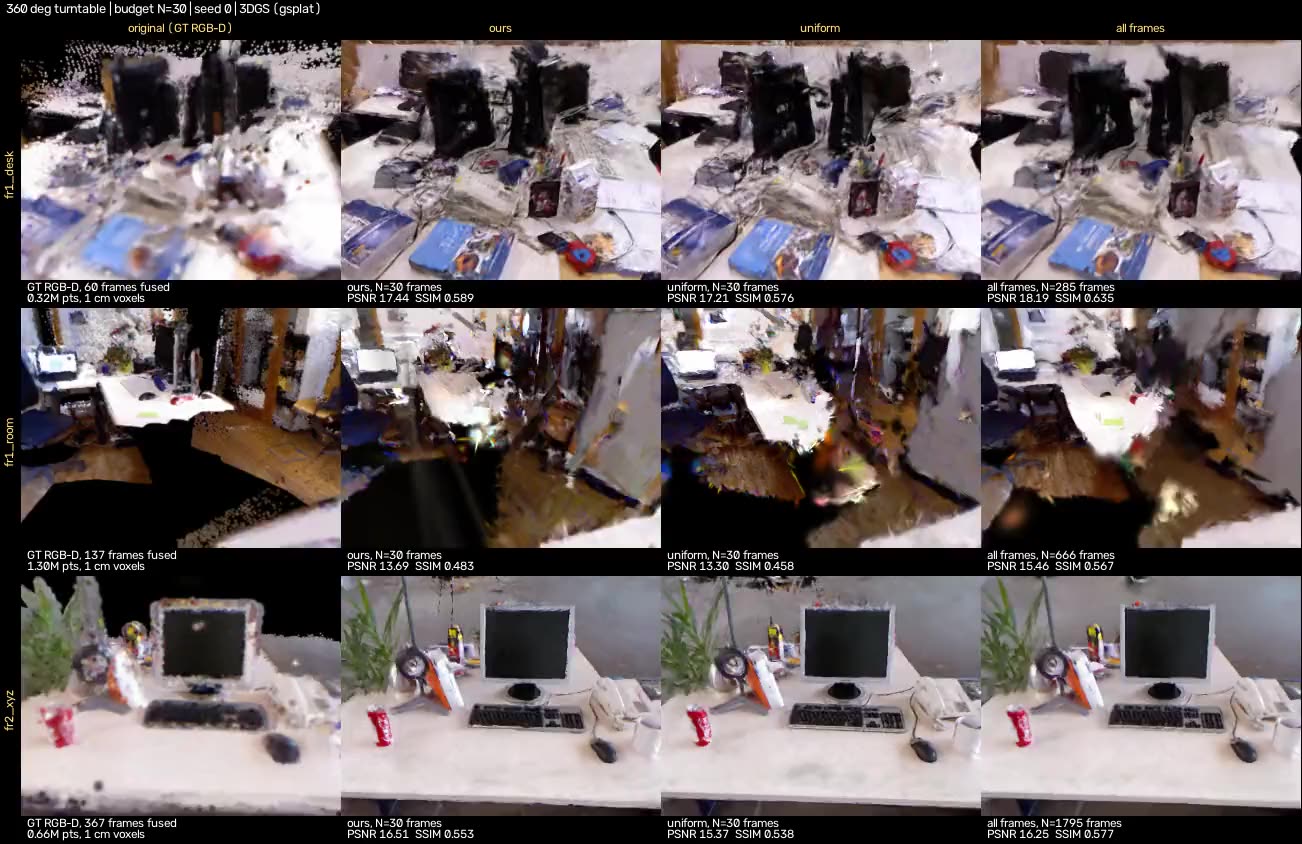 360 deg turntable | budget N=30 | seed 0 | 3DGS (gsplat)
original (GT RGB-D)
ours
uniform
all frames
fr1_desk
GT RGB-D, 60 frames fused
0.32M pts, 1 cm voxels
ours, N=30 frames
PSNR 17.44 SSIM 0.589
uniform, N=30 frames
PSNR 17.21 SSIM 0.576
all frames, N=285 frames
PSNR 18.19 SSIM 0.635
fr1_room
GT RGB-D, 137 frames fused
1.30M pts, 1 cm voxels
ours, N=30 frames
PSNR 13.69 SSIM 0.483
uniform, N=30 frames
PSNR 13.30 SSIM 0.458
all frames, N=666 frames
PSNR 15.46 SSIM 0.567
fr2_xyz
GT RGB-D, 367 frames fused
0.66M pts, 1 cm voxels
ours, N=30 frames
PSNR 16.51 SSIM 0.553
uniform, N=30 frames
PSNR 15.37 SSIM 0.538
all frames, N=1795 frames
PSNR 16.25 SSIM 0.577